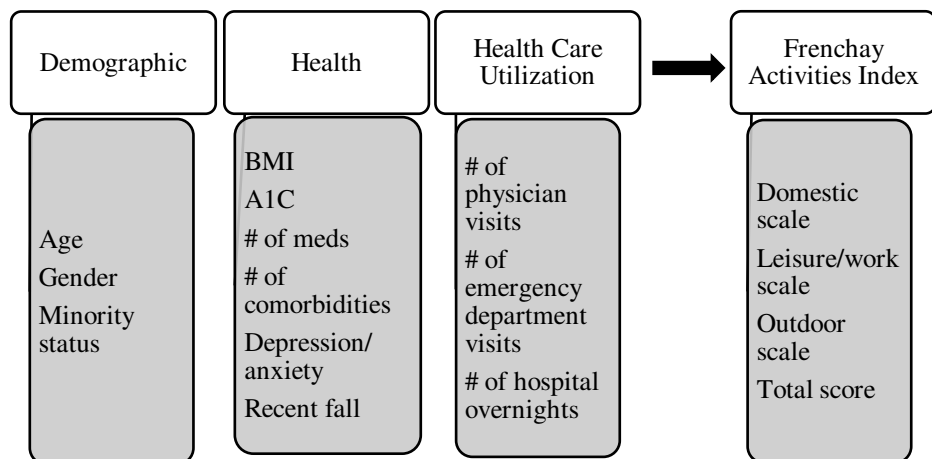 Demographic
Age
Gender
Minority
status
Health
BMI
A1C
# of meds
# of
comorbidities
Depression/
anxiety
Recent fall
Health Care
Utilization
# of
physician
visits
# of
emergency
department
visits
# of hospital
overnights
Frenchay
Activities Index
Domestic
scale
Leisure/work
scale
Outdoor
scale
Total score